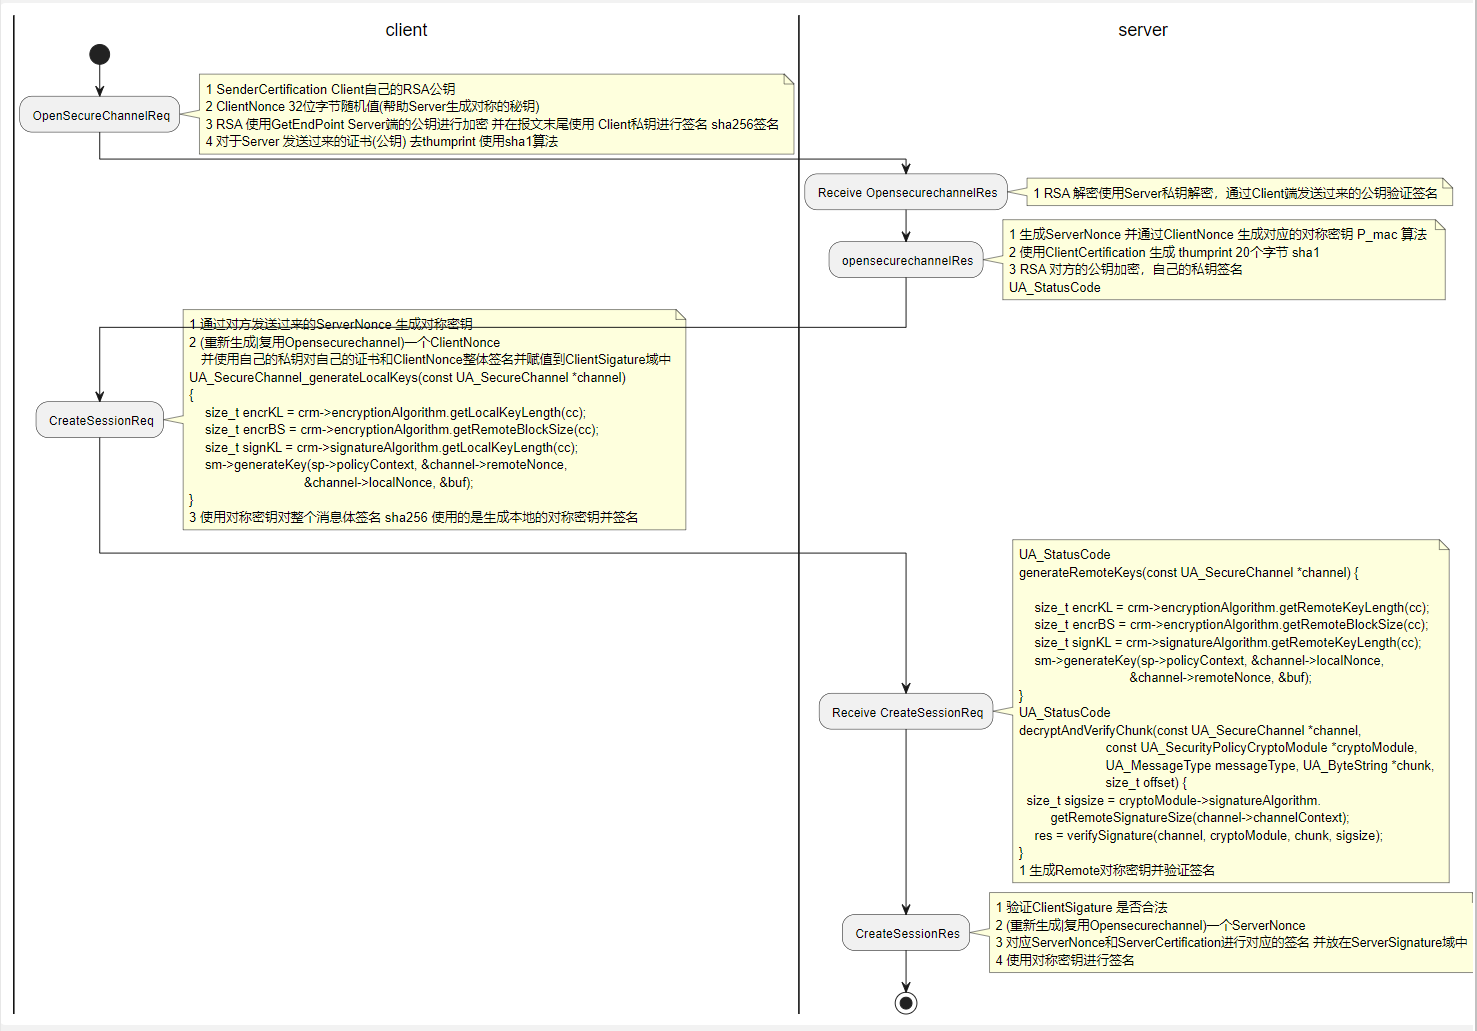 client
server
1 SenderCertification Client自己的RSA公钥
2 ClientNonce 32位字节随机值(帮助Server生成对称的秘钥)
3 RSA 使用GetEndPoint Server端的公钥进行加密 并在报文末尾使用 Client私钥进行签名 sha256签名
4 对于Server 发送过来的证书(公钥) 去thumprint 使用sha1算法
OpenSecureChannelReq
Receive OpensecurechannelRes
1 RSA 解密使用Server私钥解密，通过Client端发送过来的公钥验证签名
1 生成ServerNonce 并通过ClientNonce 生成对应的对称密钥 P_mac 算法
2 使用ClientCertification 生成 thumprint 20个字节 sha1
3 RSA 对方的公钥加密，自己的私钥签名
UA_StatusCode
opensecurechannelRes
1 通过对方发送过来的ServerNonce 生成对称密钥
2 (重新生成|复用Opensecurechannel)一个ClientNonce
并使用自己的私钥对自己的证书和ClientNonce整体签名并赋值到ClientSigature域中
UA_SecureChannel_generateLocalKeys(const UA_SecureChannel *channel)
{
size_t encrKL = crm->encryptionAlgorithm.getLocalKeyLength(cc);
size_t encrBS = crm->encryptionAlgorithm.getRemoteBlockSize(cc);
size_t signKL = crm->signatureAlgorithm.getLocalKeyLength(cc);
sm->generateKey(sp->policyContext, &channel->remoteNonce,
&channel->localNonce, &buf);
}
3 使用对称密钥对整个消息体签名 sha256 使用的是生成本地的对称密钥并签名
CreateSessionReq
UA_StatusCode
generateRemoteKeys(const UA_SecureChannel *channel) {
size_t encrKL = crm->encryptionAlgorithm.getRemoteKeyLength(cc);
size_t encrBS = crm->encryptionAlgorithm.getRemoteBlockSize(cc);
size_t signKL = crm->signatureAlgorithm.getRemoteKeyLength(cc);
sm->generateKey(sp->policyContext, &channel->localNonce,
&channel->remoteNonce, &buf);
}
UA_StatusCode
decryptAndVerifyChunk(const UA_SecureChannel *channel,
const UA_SecurityPolicyCryptoModule *cryptoModule,
UA_MessageType messageType, UA_ByteString *chunk,
size_t offset) {
size_t sigsize = cryptoModule->signatureAlgorithm.
getRemoteSignatureSize(channel->channelContext);
res = verifySignature(channel, cryptoModule, chunk, sigsize);
}
1 生成Remote对称密钥并验证签名
Receive CreateSessionReq
1 验证ClientSigature 是否合法
2 (重新生成|复用Opensecurechannel)一个ServerNonce
3 对应ServerNonce和ServerCertification进行对应的签名 并放在ServerSignature域中
4 使用对称密钥进行签名
CreateSessionRes